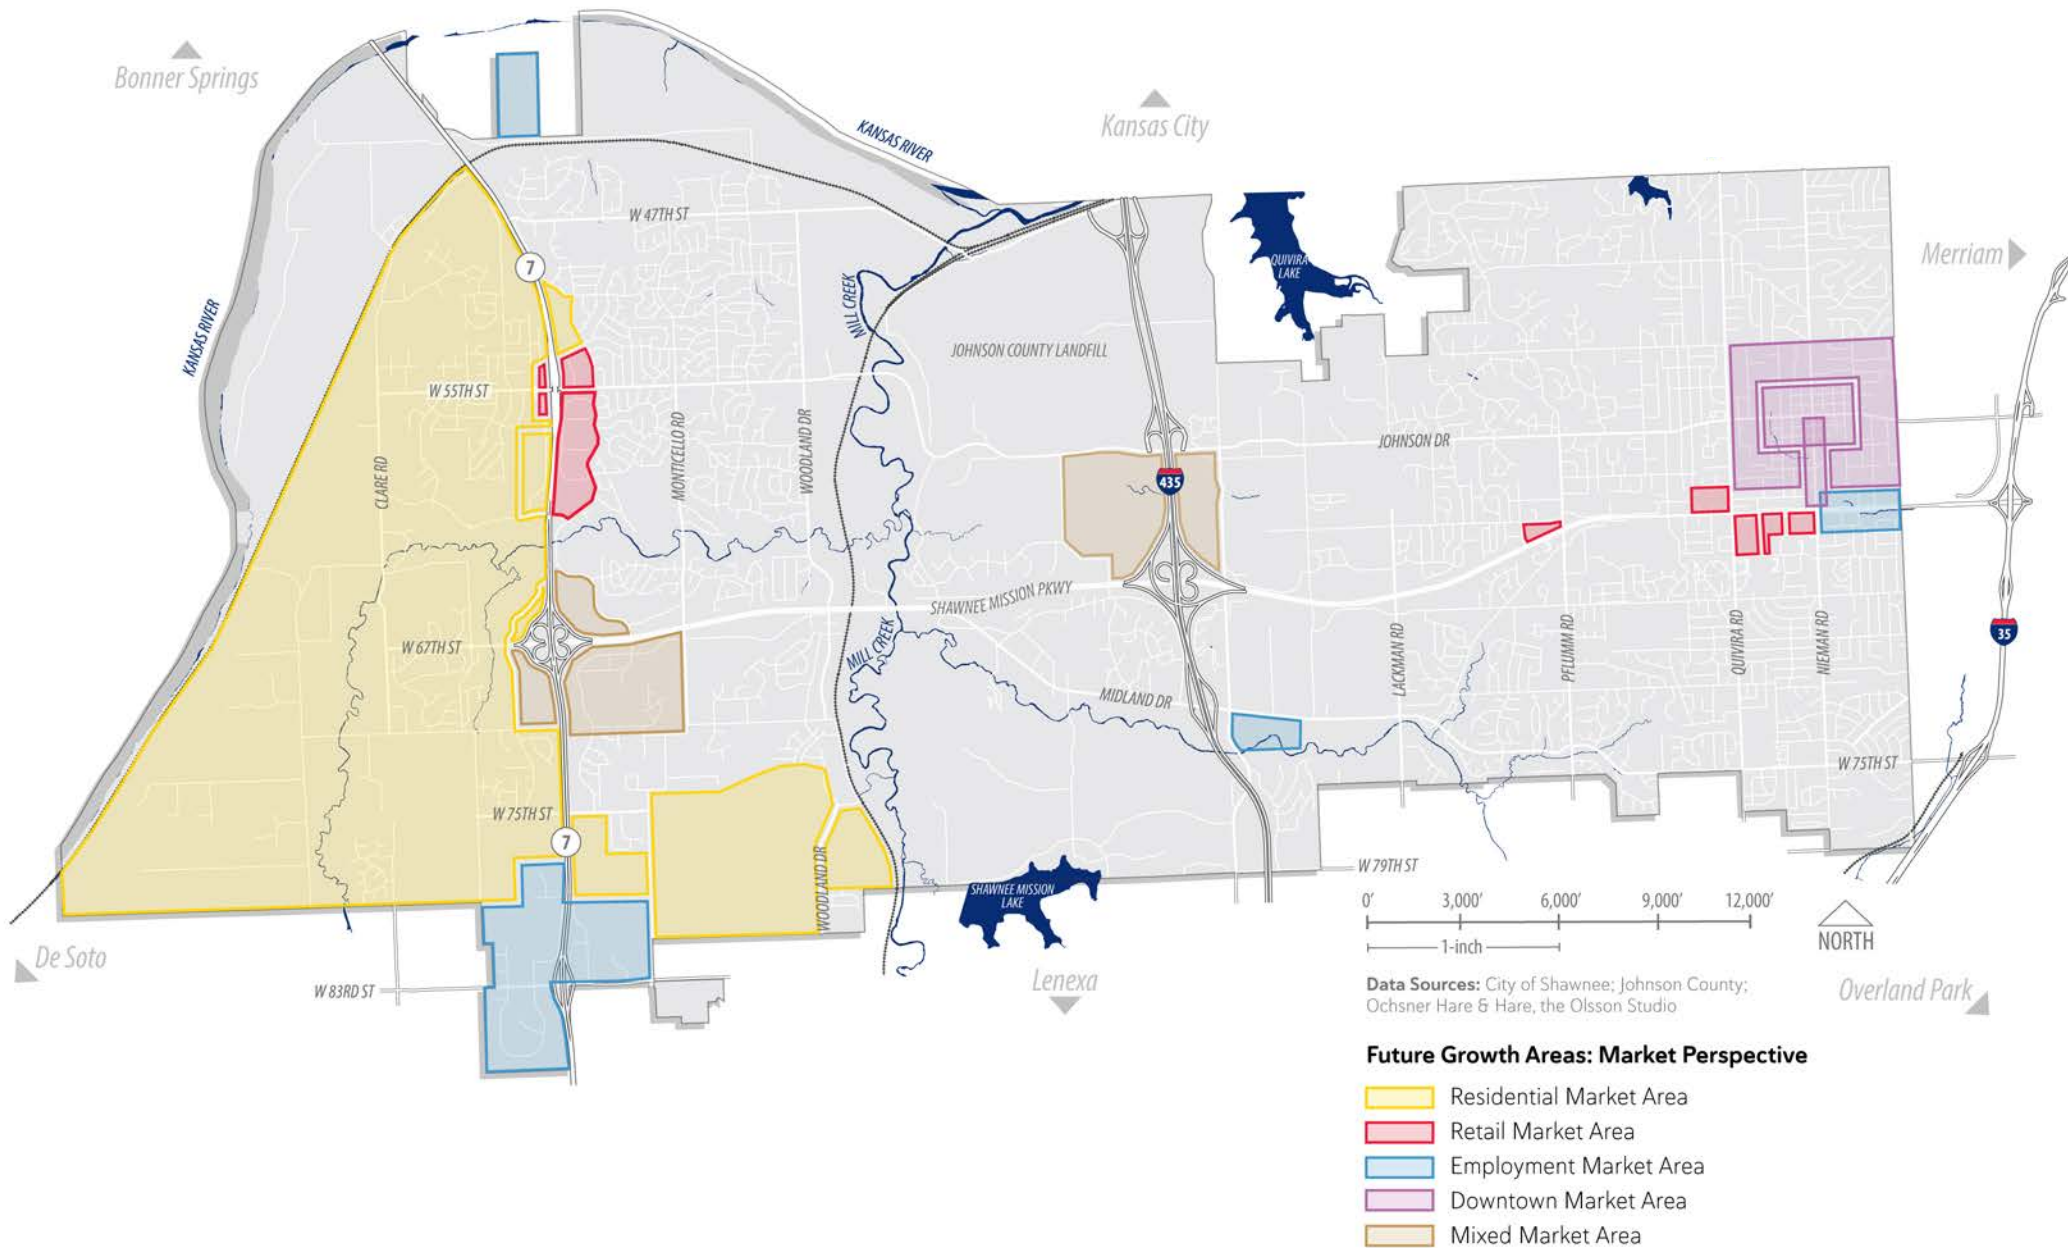 Bonner Springs
Kansas City
Merriam
KANSAS RIVER
KANSAS RIVER
W 47TH ST
7
MILL CREEK
QUIVIRA
LAKE
JOHNSON COUNTY LANDFILL
W 55TH ST
CLARE RD
MONTICELLO RD
WOODLAND DR
JOHNSON DR
435
SHAWNEE MISSION PKWY
W 67TH ST
MILL CREEK
LACKMAN RD
PFLUMM RD
QUIVIRA RD
NIEMAN RD
35
MIDLAND DR
W 75TH ST
W 75TH ST
7
WOODLAND DR
SHAWNEE MISSION
LAKE
W 79TH ST
De Soto
W 83RD ST
Lenexa
Overland Park
0' 3,000' 6,000' 9,000' 12,000'
1-inch
NORTH
Data Sources: City of Shawnee; Johnson County;
Ochsner Hare & Hare, the Olsson Studio
Future Growth Areas: Market Perspective
Residential Market Area
Retail Market Area
Employment Market Area
Downtown Market Area
Mixed Market Area